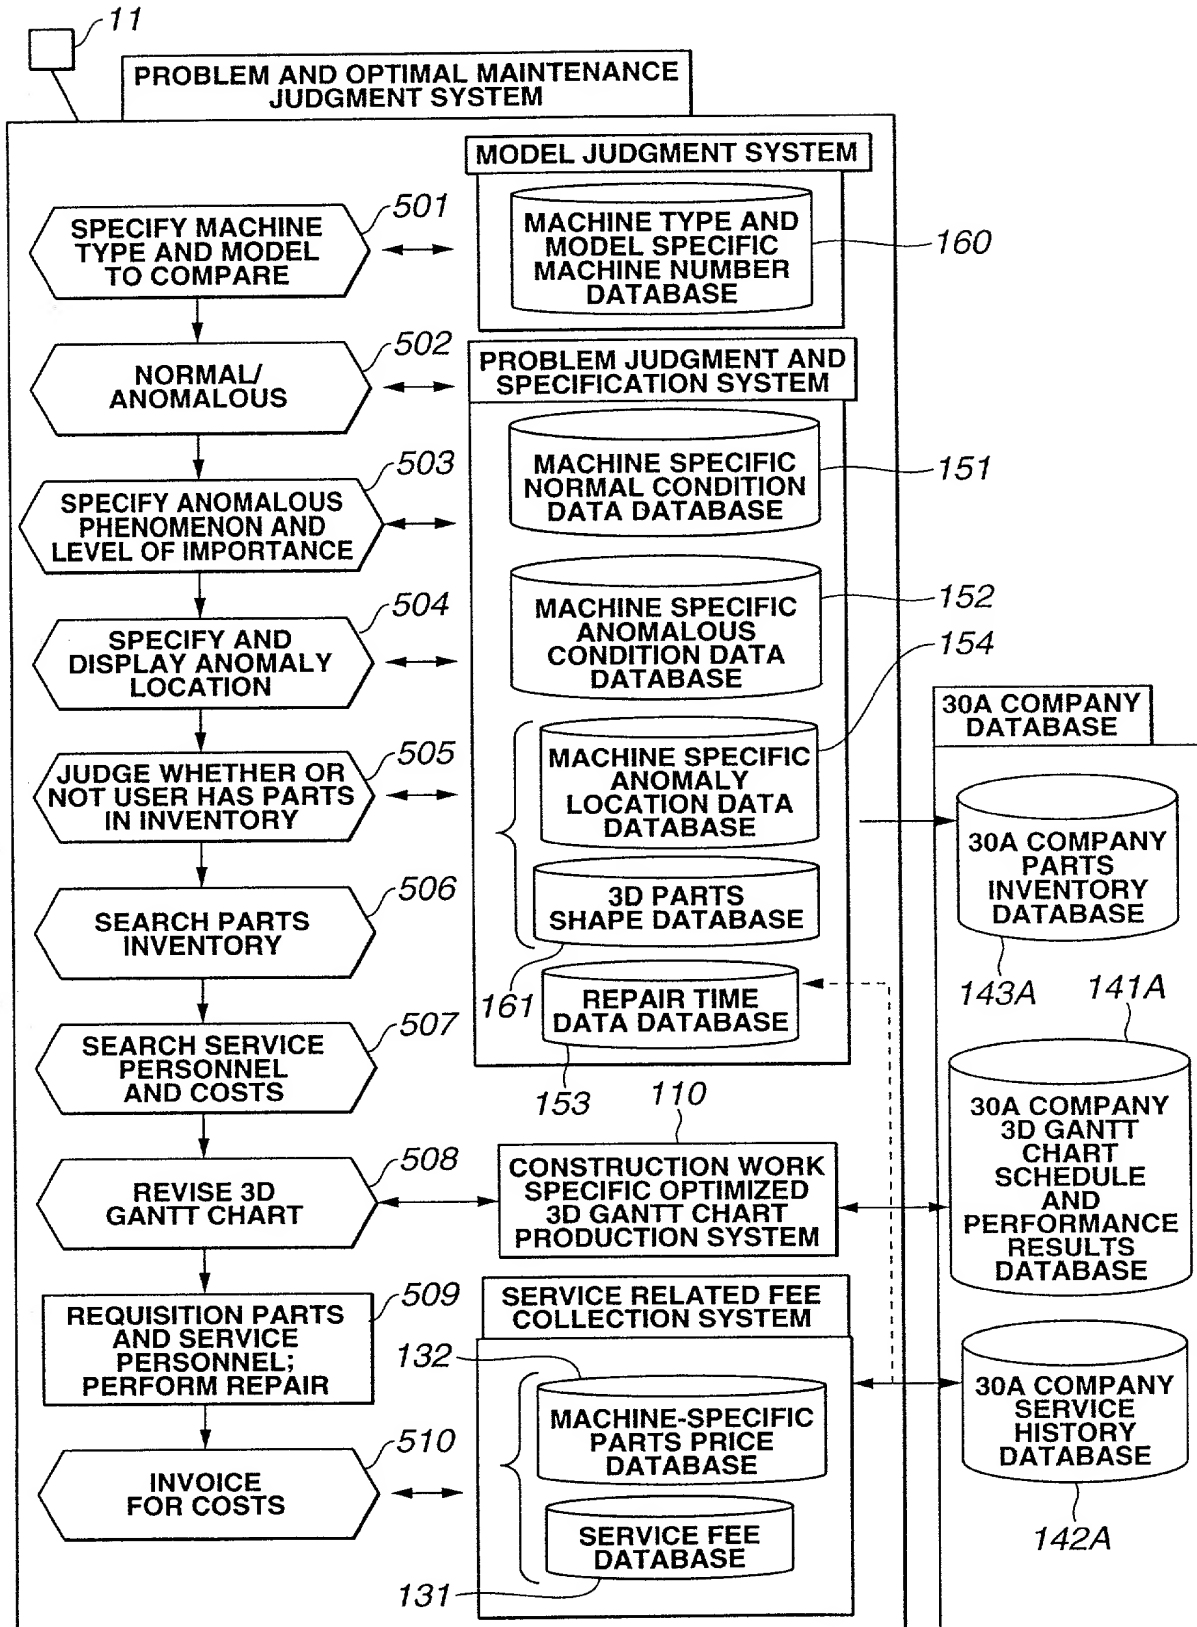 11
PROBLEM AND OPTIMAL MAINTENANCE
JUDGMENT SYSTEM
MODEL JUDGMENT SYSTEM
501
SPECIFY MACHINE
TYPE AND MODEL
TO COMPARE
MACHINE TYPE AND
MODEL SPECIFIC
MACHINE NUMBER
DATABASE
160
502
NORMAL/
ANOMALOUS
PROBLEM JUDGMENT AND
SPECIFICATION SYSTEM
503
SPECIFY ANOMALOUS
PHENOMENON AND
LEVEL OF IMPORTANCE
MACHINE SPECIFIC
NORMAL CONDITION
DATA DATABASE
151
504
SPECIFY AND
DISPLAY ANOMALY
LOCATION
MACHINE SPECIFIC
ANOMALOUS
CONDITION DATA
DATABASE
152
154
505
JUDGE WHETHER OR
NOT USER HAS PARTS
IN INVENTORY
MACHINE SPECIFIC
ANOMALY
LOCATION DATA
DATABASE
30A COMPANY
DATABASE
30A COMPANY
PARTS
INVENTORY
DATABASE
143A
506
SEARCH PARTS
INVENTORY
3D PARTS
SHAPE DATABASE
161
REPAIR TIME
DATA DATABASE
153
507
SEARCH SERVICE
PERSONNEL
AND COSTS
141A
30A COMPANY
3D GANTT
CHART
SCHEDULE
AND
PERFORMANCE
RESULTS
DATABASE
110
508
REVISE 3D
GANTT CHART
CONSTRUCTION WORK
SPECIFIC OPTIMIZED
3D GANTT CHART
PRODUCTION SYSTEM
509
REQUISITION PARTS
AND SERVICE
PERSONNEL;
PERFORM REPAIR
SERVICE RELATED FEE
COLLECTION SYSTEM
132
MACHINE-SPECIFIC
PARTS PRICE
DATABASE
30A COMPANY
SERVICE
HISTORY
DATABASE
142A
510
INVOICE
FOR COSTS
SERVICE FEE
DATABASE
131